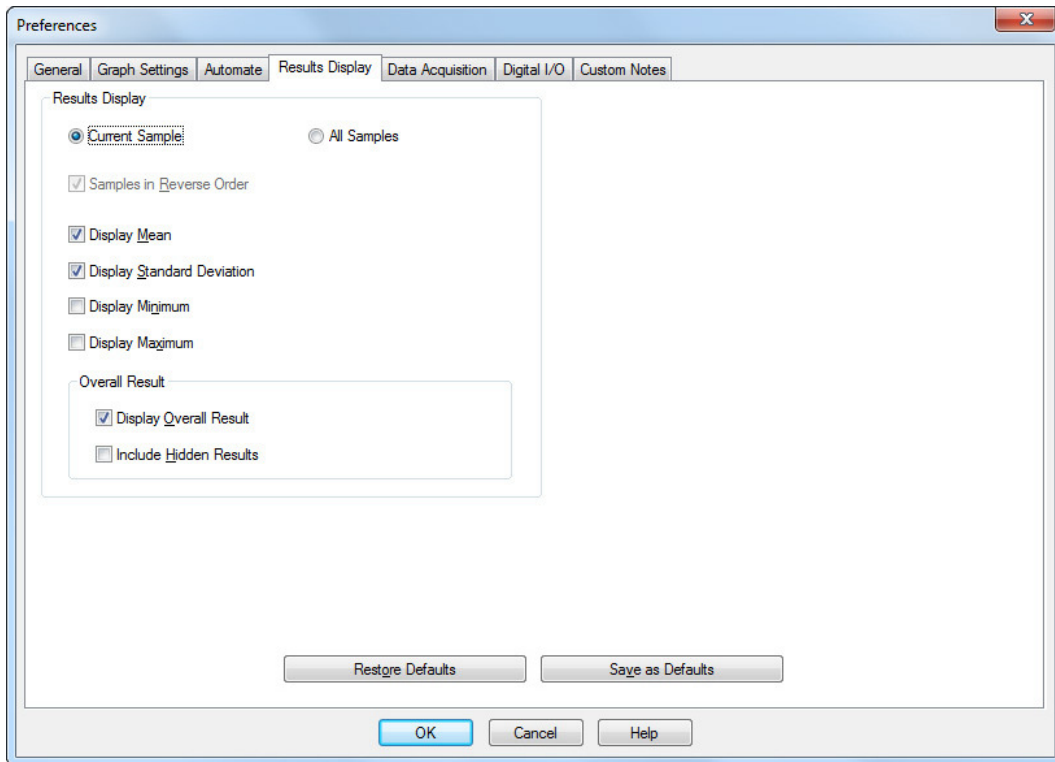 Preferences
General Graph Settings Automate Results Display Data Acquisition Digital I/O Custom Notes
Results Display
Current Sample All Samples
Samples in Reverse Order
Display Mean
Display Standard Deviation
Display Minimum
Display Maximum
Overall Result
Display Overall Result
Include Hidden Results
Restore Defaults Save as Defaults
OK Cancel Help